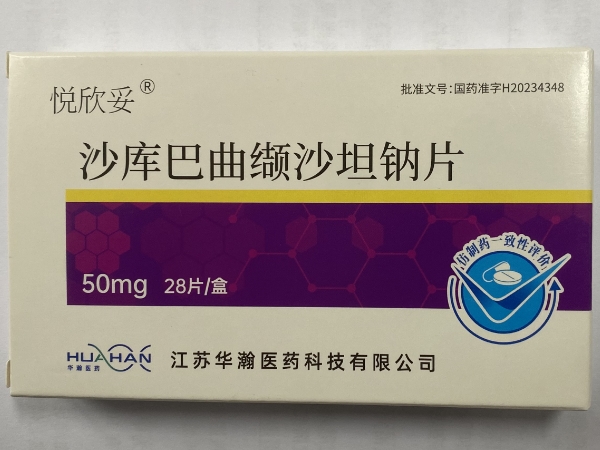 悦欣妥®
批准文号:国药准字H20234348
沙库巴曲缬沙坦钠片
仿制药一致性评价
50mg 28片/盒
HUAHAN
华瀚医药
江苏华瀚医药科技有限公司